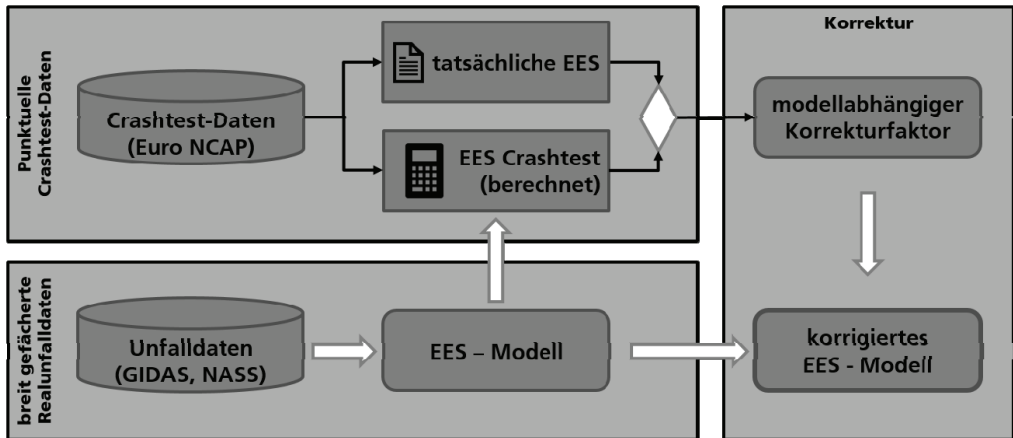 Punktuelle
Crashtest-Daten
Crashtest-Daten
(Euro NCAP)
tatsächliche EES
EES Crashtest
(berechnet)
Korrektur
modellabhängiger
Korrekturfaktor
breit gefächerte
Realunfalldaten
Unfalldaten
(GIDAS, NASS)
EES – Modell
korrigiertes
EES - Modell